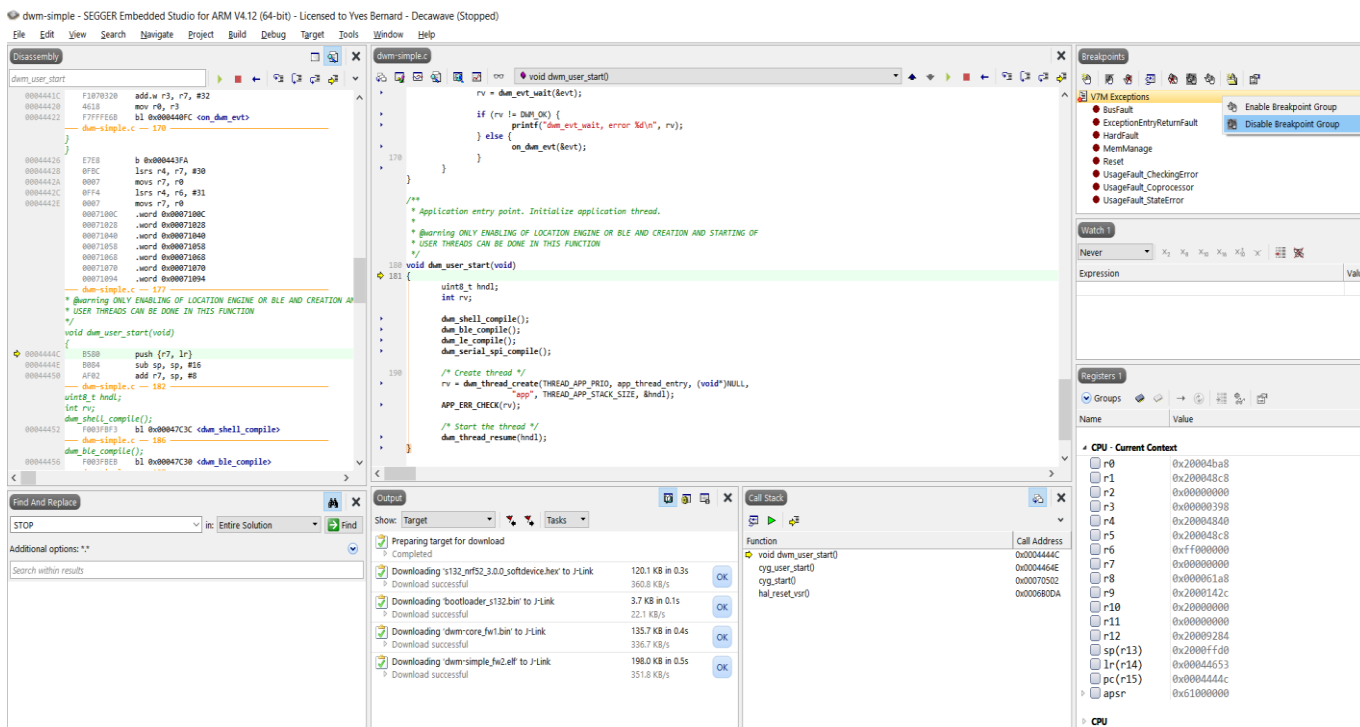 dwm-simple - SEGGER Embedded Studio for ARM V4.12 (64-bit) - Licensed to Yves Bernard - Decawave (Stopped)
File Edit View Search Navigate Project Build Debug Target Tools Window Help
Disassembly
dwm_user_start
0004441C F1070320 add.w r3, r7, #32
00044420 4618 mov r0, r3
00044422 F7FFFE6B bl 0x000440FC <on_dwm_evt>
dwm-simple.c — 170
}
}
00044426 E7E8 b 0x000443FA
00044428 0FBC lsrs r4, r7, #30
0004442A 0007 movs r7, r0
0004442C 0FF4 lsrs r4, r6, #31
0004442E 0007 movs r7, r0
0007100C .word 0x0007100C
00071028 .word 0x00071028
00071040 .word 0x00071040
00071058 .word 0x00071058
00071068 .word 0x00071068
00071070 .word 0x00071070
00071094 .word 0x00071094
dwm-simple.c — 177
* @warning ONLY ENABLING OF LOCATION ENGINE OR BLE AND CREATION AN
* USER THREADS CAN BE DONE IN THIS FUNCTION
*/
void dwm_user_start(void)
{
0004444C B580 push {r7, lr}
0004444E B084 sub sp, sp, #16
00044450 AF02 add r7, sp, #8
dwm-simple.c — 182
uint8_t hndl;
int rv;
dwm_shell_compile();
00044452 F003FBF3 bl 0x00047C3C <dwm_shell_compile>
dwm-simple.c — 186
dwm_ble_compile();
00044456 F003FBEB bl 0x00047C30 <dwm_ble_compile>
dwm-simple.c
void dwm_user_start()
rv = dwm_evt_wait(&evt);
if (rv != DWM_OK) {
printf("dwm_evt_wait, error %d\n", rv);
} else {
on_dwm_evt(&evt);
170 }
}
}
/**
* Application entry point. Initialize application thread.
*
* @warning ONLY ENABLING OF LOCATION ENGINE OR BLE AND CREATION AND STARTING OF
* USER THREADS CAN BE DONE IN THIS FUNCTION
*/
180 void dwm_user_start(void)
181 {
uint8_t hndl;
int rv;
dwm_shell_compile();
dwm_ble_compile();
dwm_le_compile();
dwm_serial_spi_compile();
190 /* Create thread */
rv = dwm_thread_create(THREAD_APP_PRIO, app_thread_entry, (void*)NULL,
"app", THREAD_APP_STACK_SIZE, &hndl);
APP_ERR_CHECK(rv);
/* Start the thread */
dwm_thread_resume(hndl);
}
Breakpoints
V7M Exceptions
BusFault
ExceptionEntryReturnFault
HardFault
MemManage
Reset
UsageFault_CheckingError
UsageFault_Coprocessor
UsageFault_StateError
Enable Breakpoint Group
Disable Breakpoint Group
Watch 1
Never
Expression Valu
Registers 1
Groups
Name Value
CPU - Current Context
r0 0x20004ba8
r1 0x200048c8
r2 0x00000000
r3 0x00000398
r4 0x20004840
r5 0x200048c8
r6 0xff000000
r7 0x00000000
r8 0x000061a8
r9 0x2000142c
r10 0x20000000
r11 0x00000000
r12 0x20009284
sp(r13) 0x2000ffd0
lr(r14) 0x00044653
pc(r15) 0x0004444c
apsr 0x61000000
CPU
Find And Replace
STOP in: Entire Solution Find
Additional options: *.*
Search within results
Output
Show: Target Tasks
Preparing target for download
Completed
Downloading 's132_nrf52_3.0.0_softdevice.hex' to J-Link 120.1 KB in 0.3s OK
Download successful 360.8 KB/s
Downloading 'bootloader_s132.bin' to J-Link 3.7 KB in 0.1s OK
Download successful 22.1 KB/s
Downloading 'dwm-core_fw1.bin' to J-Link 135.7 KB in 0.4s OK
Download successful 336.7 KB/s
Downloading 'dwm-simple_fw2.elf' to J-Link 198.0 KB in 0.5s OK
Download successful 351.8 KB/s
Call Stack
Function Call Address
void dwm_user_start() 0x0004444C
cyg_user_start() 0x0004464E
cyg_start() 0x00070502
hal_reset_vsr() 0x0006B0DA